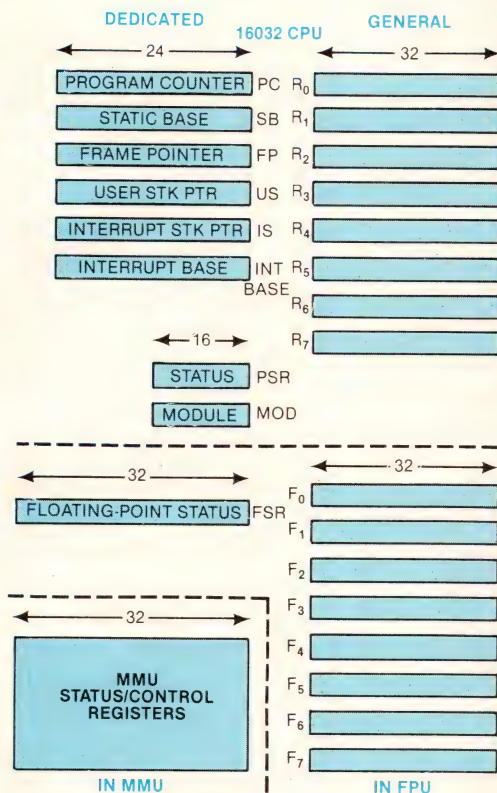 DEDICATED
16032 CPU
GENERAL
24
32
PROGRAM COUNTER PC R0
STATIC BASE SB R1
FRAME POINTER FP R2
USER STK PTR US R3
INTERRUPT STK PTR IS R4
INTERRUPT BASE INT BASE R5
R6
R7
16
STATUS PSR
MODULE MOD
32
32
FLOATING-POINT STATUS FSR
F0
F1
F2
F3
F4
F5
F6
F7
32
MMU
STATUS/CONTROL
REGISTERS
IN MMU
IN FPU